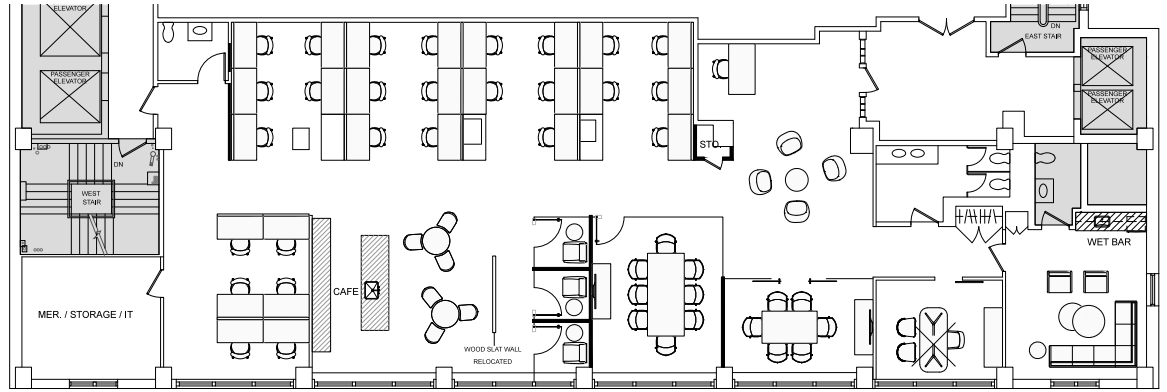 ELEVATOR
PASSENGER
ELEVATOR
DN
WEST
STAIR
MER. / STORAGE / IT
CAFE
WOOD SLAT WALL
RELOCATED
STO.
DN
EAST STAIR
PASSENGER
ELEVATOR
PASSENGER
ELEVATOR
WET BAR